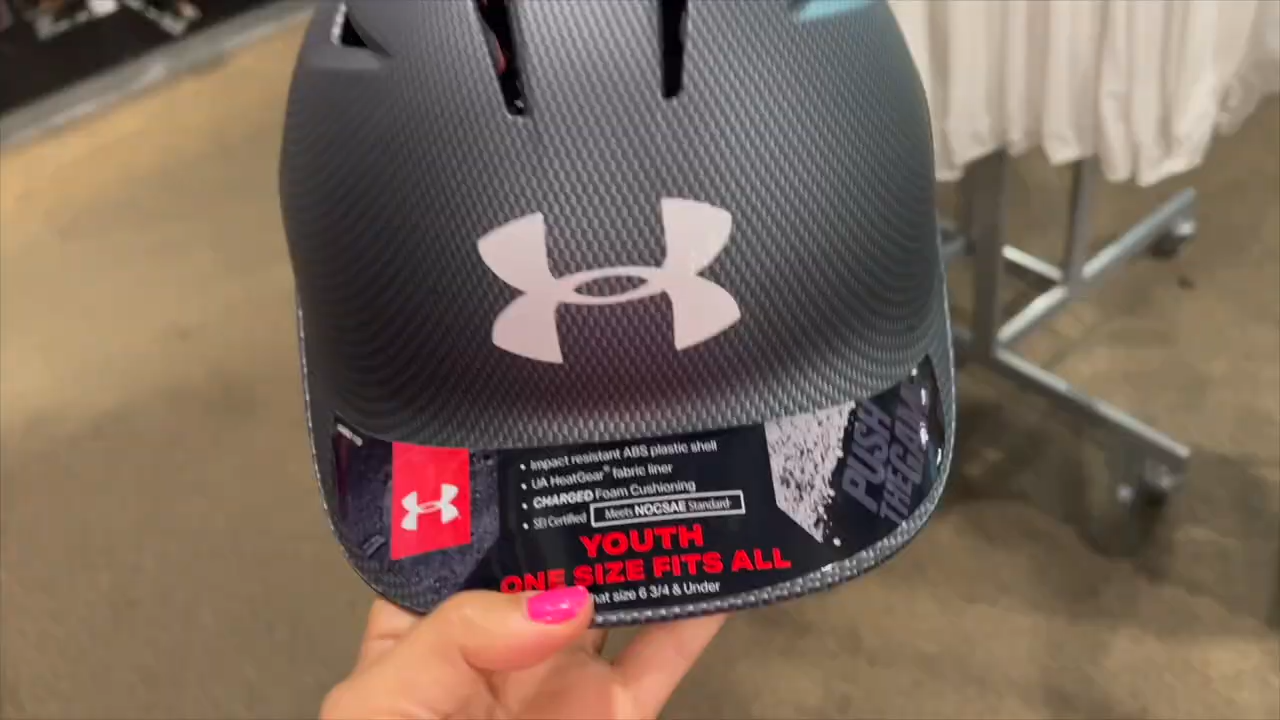 • Impact resistant ABS plastic shell
• UA HeatGear® fabric liner
• CHARGED Foam Cushioning
• SEI Certified Meets NOCSAE Standard
YOUTH
ONE SIZE FITS ALL
hat size 6 3/4 & Under
PUSH
THEGAME